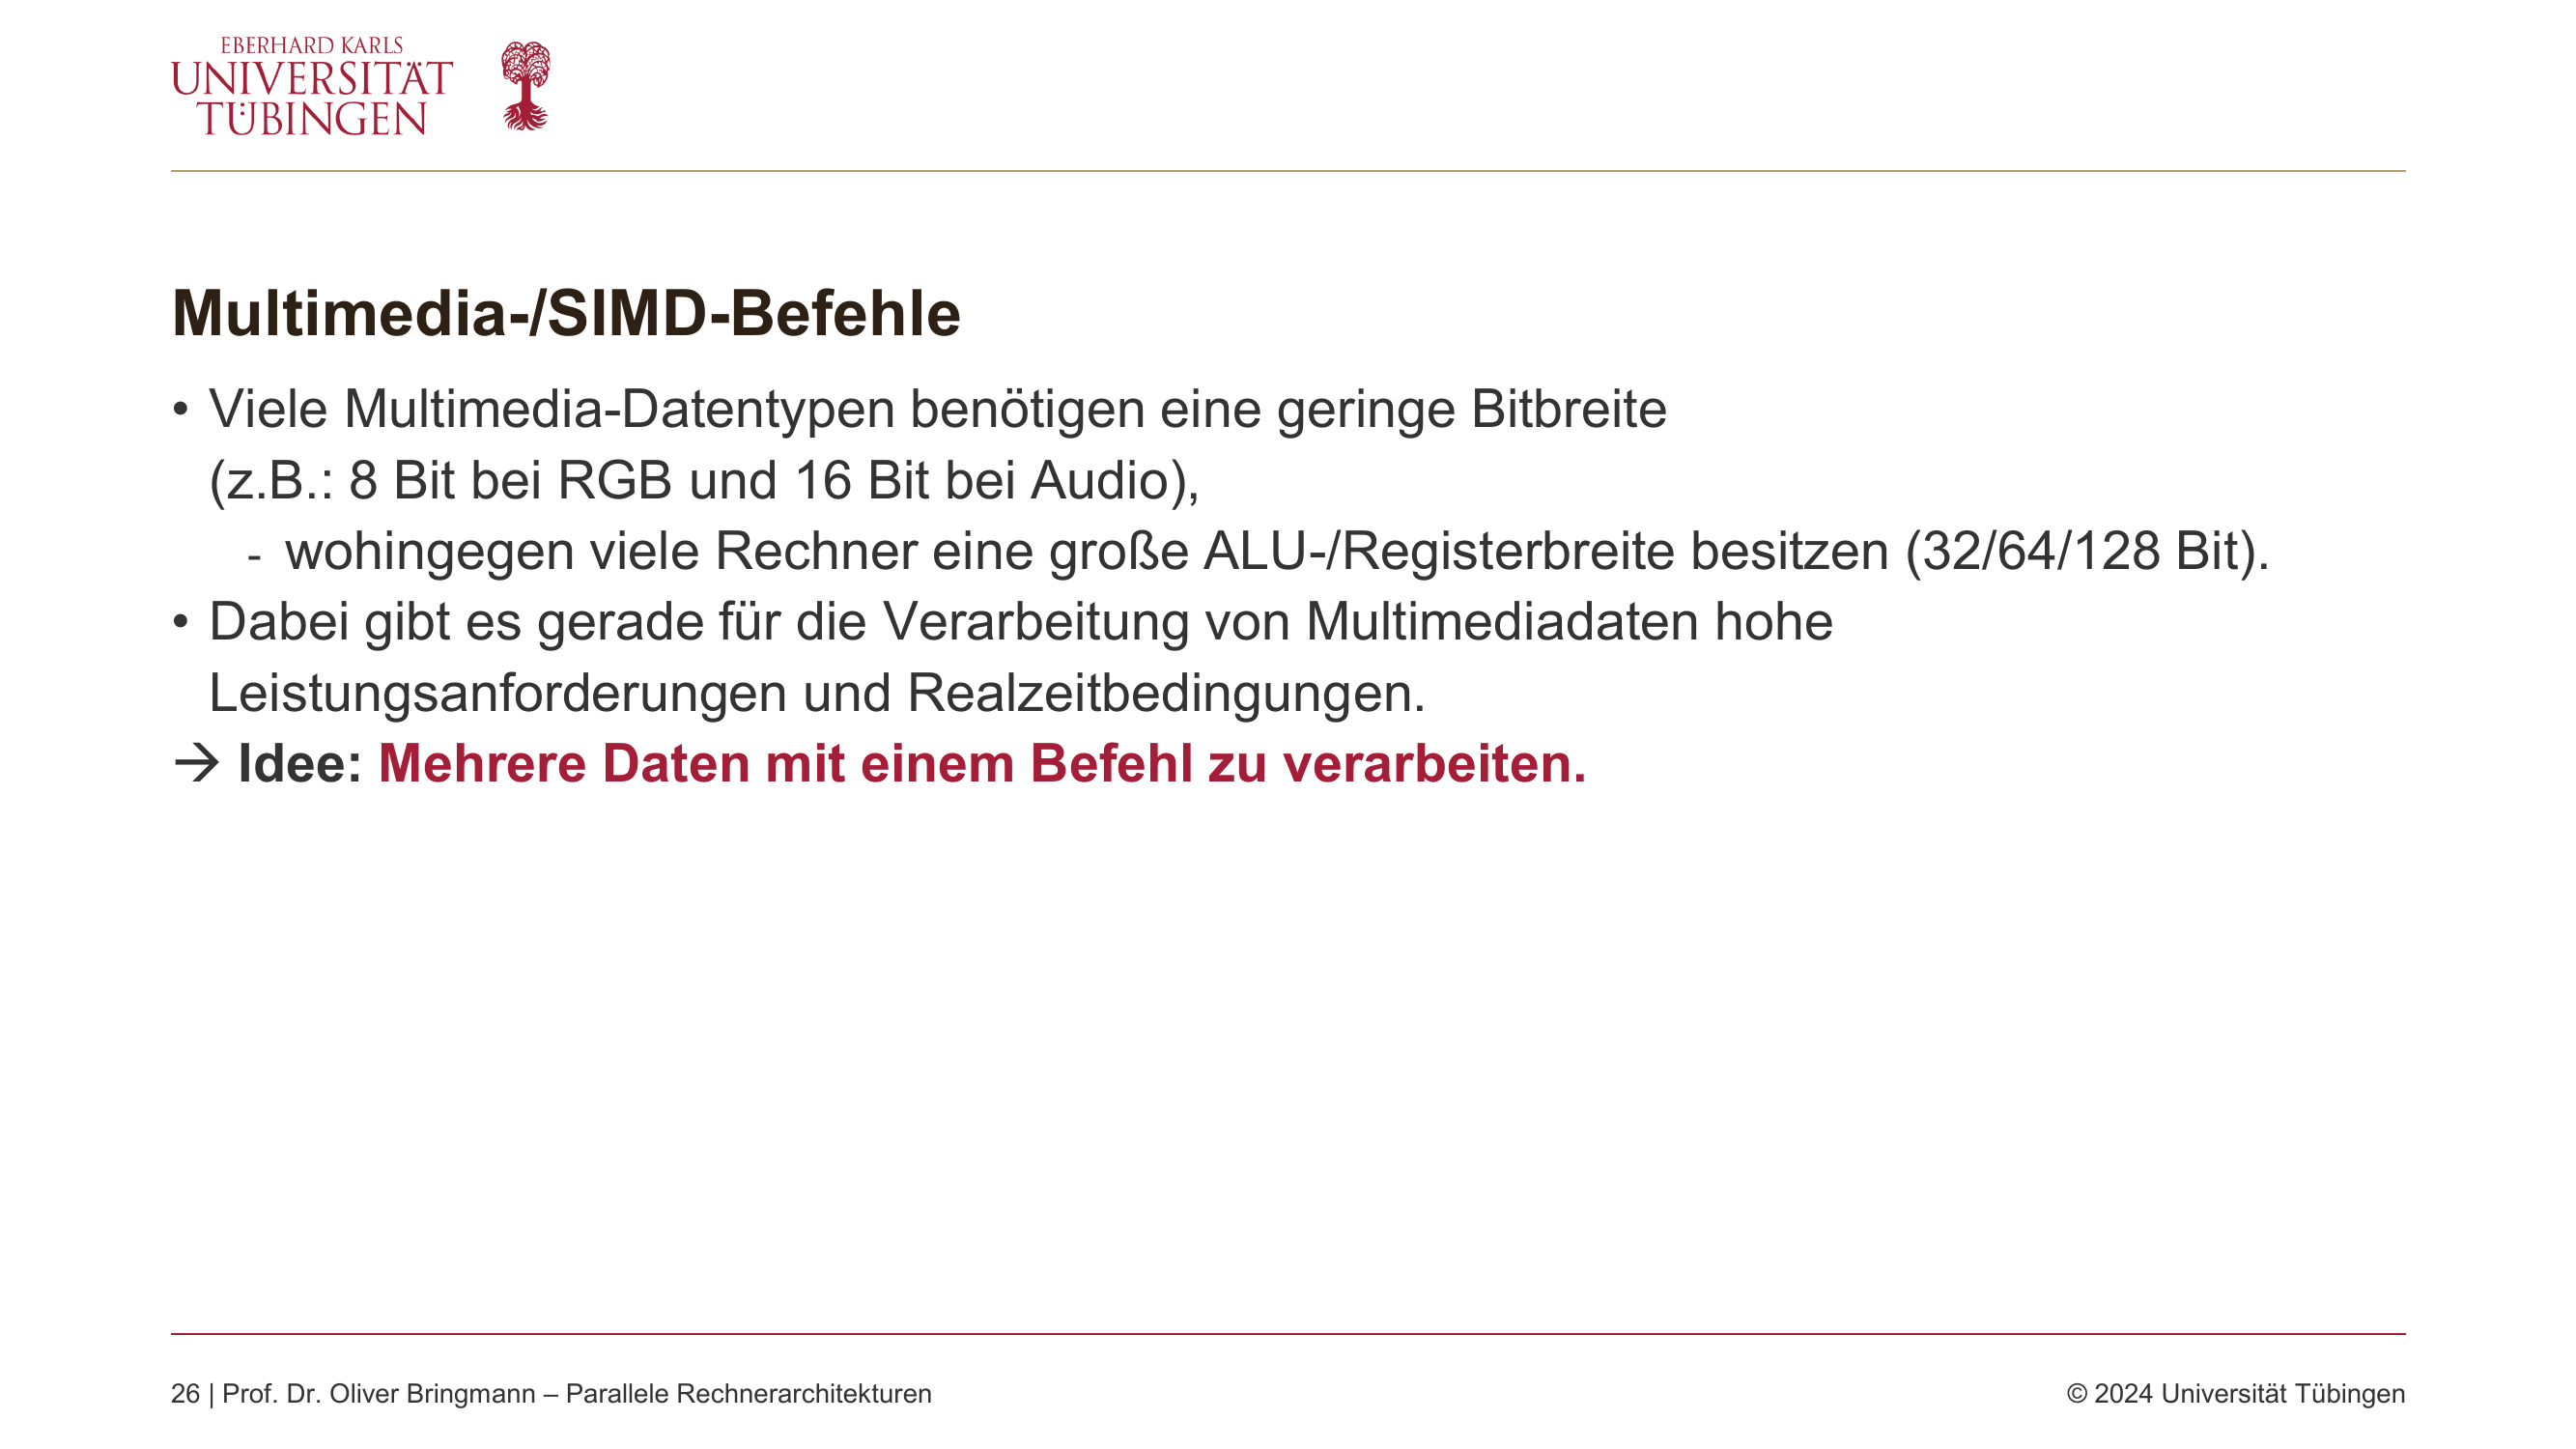 EBERHARD KARLS
UNIVERSITÄT
TÜBINGEN
Multimedia-/SIMD-Befehle
• Viele Multimedia-Datentypen benötigen eine geringe Bitbreite
(z.B.: 8 Bit bei RGB und 16 Bit bei Audio),
- wohingegen viele Rechner eine große ALU-/Registerbreite besitzen (32/64/128 Bit).
• Dabei gibt es gerade für die Verarbeitung von Multimediadaten hohe
Leistungsanforderungen und Realzeitbedingungen.
→ Idee: Mehrere Daten mit einem Befehl zu verarbeiten.
26 | Prof. Dr. Oliver Bringmann – Parallele Rechnerarchitekturen
© 2024 Universität Tübingen